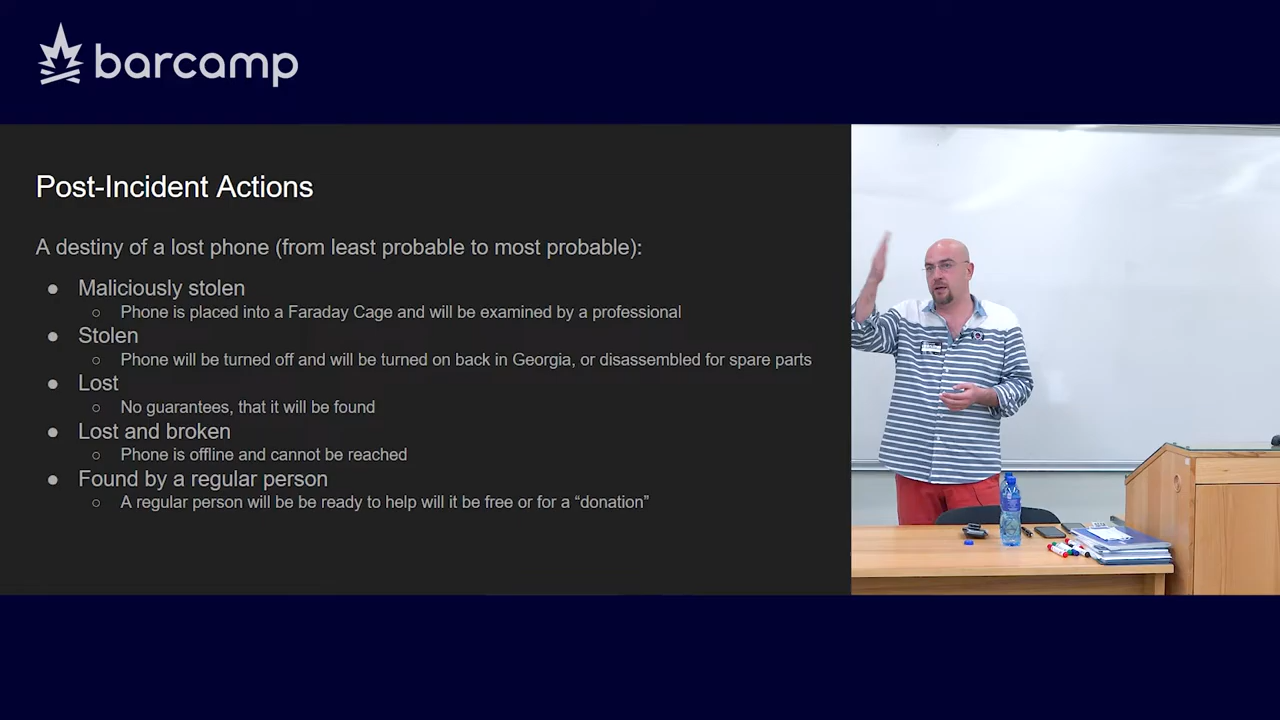 barcamp
Post-Incident Actions
A destiny of a lost phone (from least probable to most probable):
● Maliciously stolen
○ Phone is placed into a Faraday Cage and will be examined by a professional
● Stolen
○ Phone will be turned off and will be turned on back in Georgia, or disassembled for spare parts
● Lost
○ No guarantees, that it will be found
● Lost and broken
○ Phone is offline and cannot be reached
● Found by a regular person
○ A regular person will be be ready to help will it be free or for a “donation”